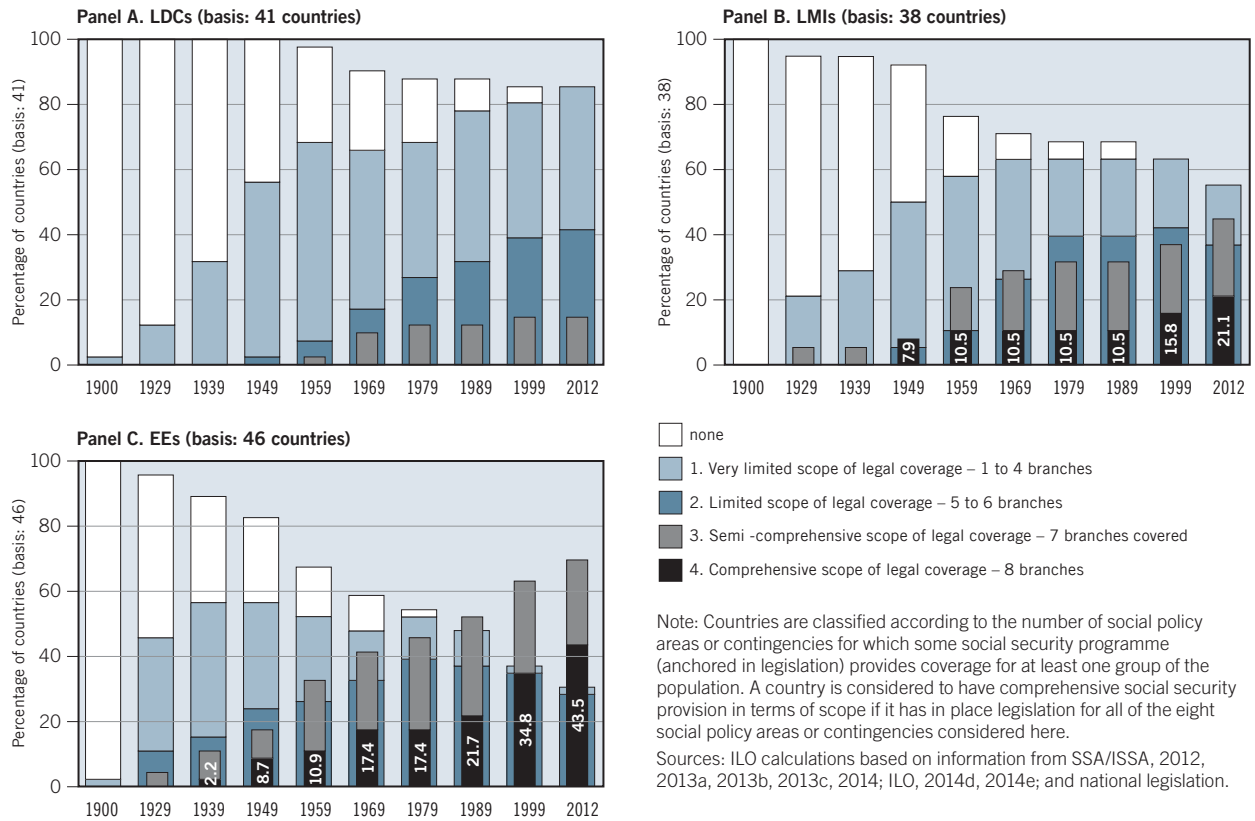 Panel A. LDCs (basis: 41 countries)
Percentage of countries (basis: 41)
100
80
60
40
20
0
1900 1929 1939 1949 1959 1969 1979 1989 1999 2012
Panel B. LMIs (basis: 38 countries)
Percentage of countries (basis: 38)
100
80
60
40
20
0
7.9 10.5 10.5 10.5 10.5 15.8 21.1
1900 1929 1939 1949 1959 1969 1979 1989 1999 2012
Panel C. EEs (basis: 46 countries)
Percentage of countries (basis: 46)
100
80
60
40
20
0
2.2 8.7 10.9 17.4 17.4 21.7 34.8 43.5
1900 1929 1939 1949 1959 1969 1979 1989 1999 2012
none
1. Very limited scope of legal coverage – 1 to 4 branches
2. Limited scope of legal coverage – 5 to 6 branches
3. Semi -comprehensive scope of legal coverage – 7 branches covered
4. Comprehensive scope of legal coverage – 8 branches
Note: Countries are classified according to the number of social policy
areas or contingencies for which some social security programme
(anchored in legislation) provides coverage for at least one group of the
population. A country is considered to have comprehensive social security
provision in terms of scope if it has in place legislation for all of the eight
social policy areas or contingencies considered here.
Sources: ILO calculations based on information from SSA/ISSA, 2012,
2013a, 2013b, 2013c, 2014; ILO, 2014d, 2014e; and national legislation.